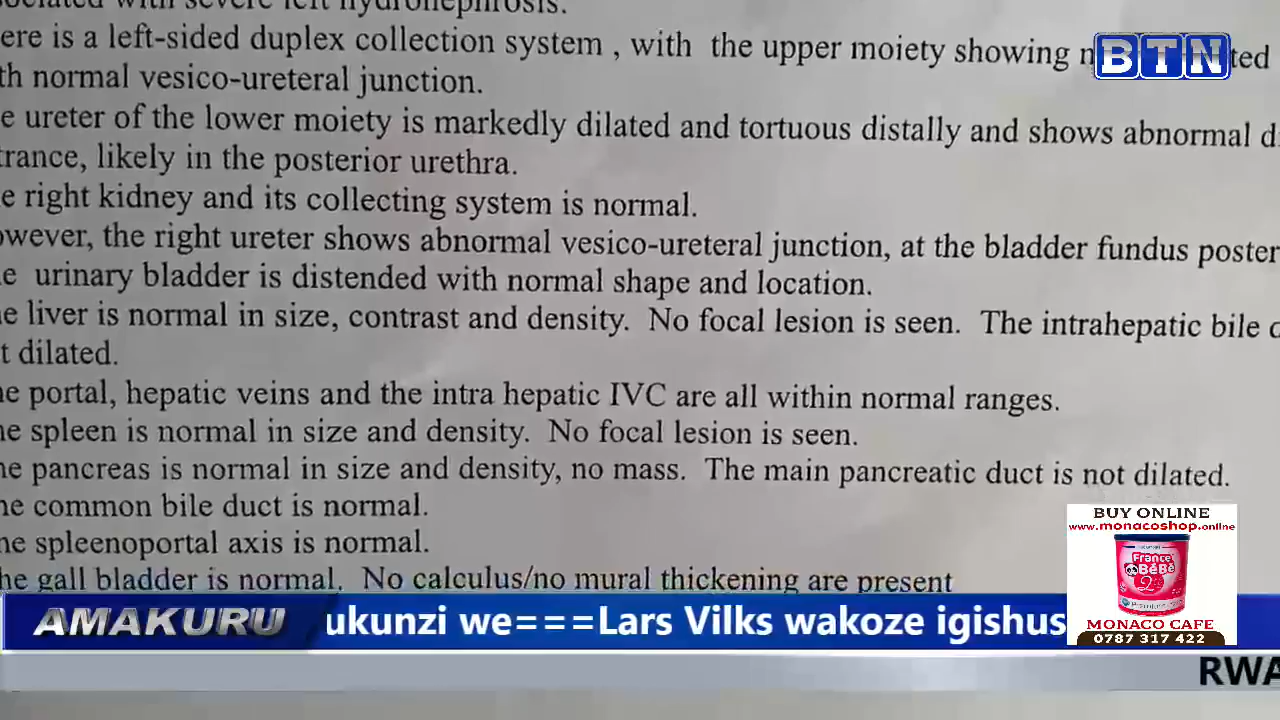 with severe left hydronephrosis.
ere is a left-sided duplex collection system , with the upper moiety showing
th normal vesico-ureteral junction.
e ureter of the lower moiety is markedly dilated and tortuous distally and shows abnormal d
trance, likely in the posterior urethra.
e right kidney and its collecting system is normal.
owever, the right ureter shows abnormal vesico-ureteral junction, at the bladder fundus poster
e urinary bladder is distended with normal shape and location.
e liver is normal in size, contrast and density. No focal lesion is seen. The intrahepatic bile d
t dilated.
he portal, hepatic veins and the intra hepatic IVC are all within normal ranges.
he spleen is normal in size and density. No focal lesion is seen.
he pancreas is normal in size and density, no mass. The main pancreatic duct is not dilated.
he common bile duct is normal.
he spleenoportal axis is normal.
he gall bladder is normal. No calculus/no mural thickening are present
BTN
BUY ONLINE
www.monacoshop.online
France
BéBé
2
MONACO CAFE
0787 317 422
AMAKURU
ukunzi we===Lars Vilks wakoze igishus
RWA